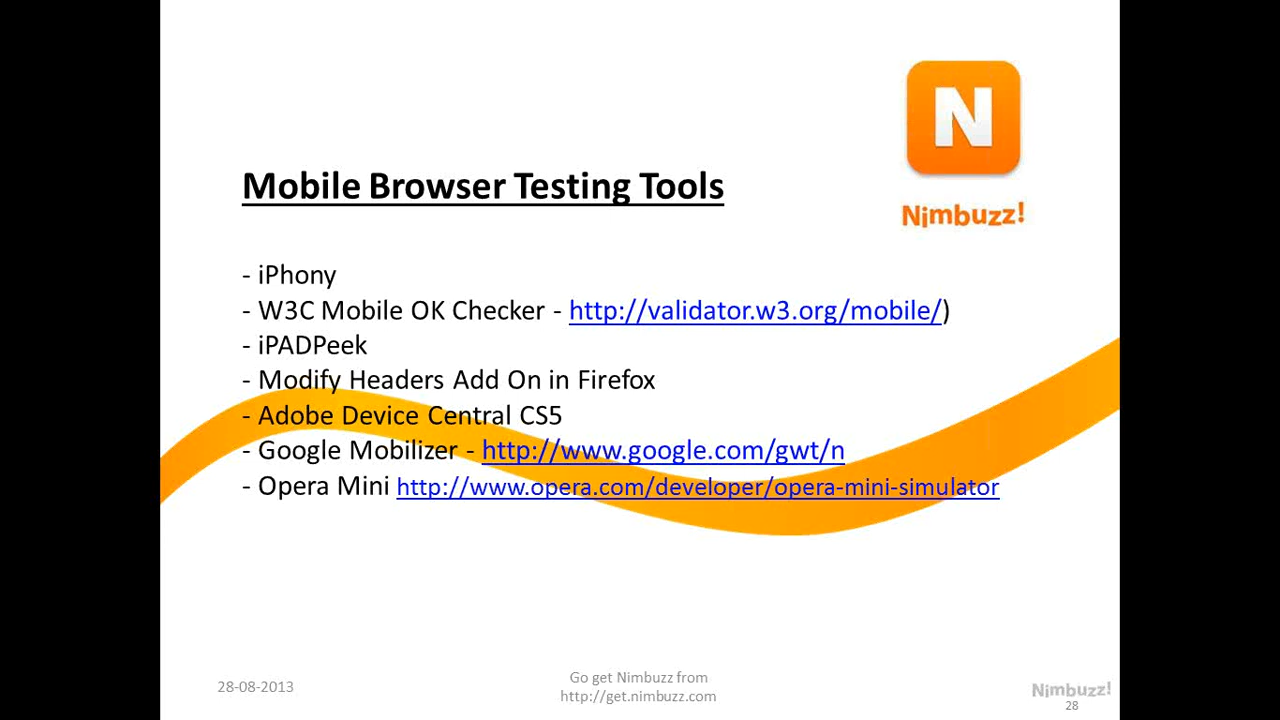 N
Nimbuzz!
Mobile Browser Testing Tools
- iPhony
- W3C Mobile OK Checker - http://validator.w3.org/mobile/)
- iPADPeek
- Modify Headers Add On in Firefox
- Adobe Device Central CS5
- Google Mobilizer - http://www.google.com/gwt/n
- Opera Mini http://www.opera.com/developer/opera-mini-simulator
28-08-2013
Go get Nimbuzz from
http://get.nimbuzz.com
Nimbuzz!
28